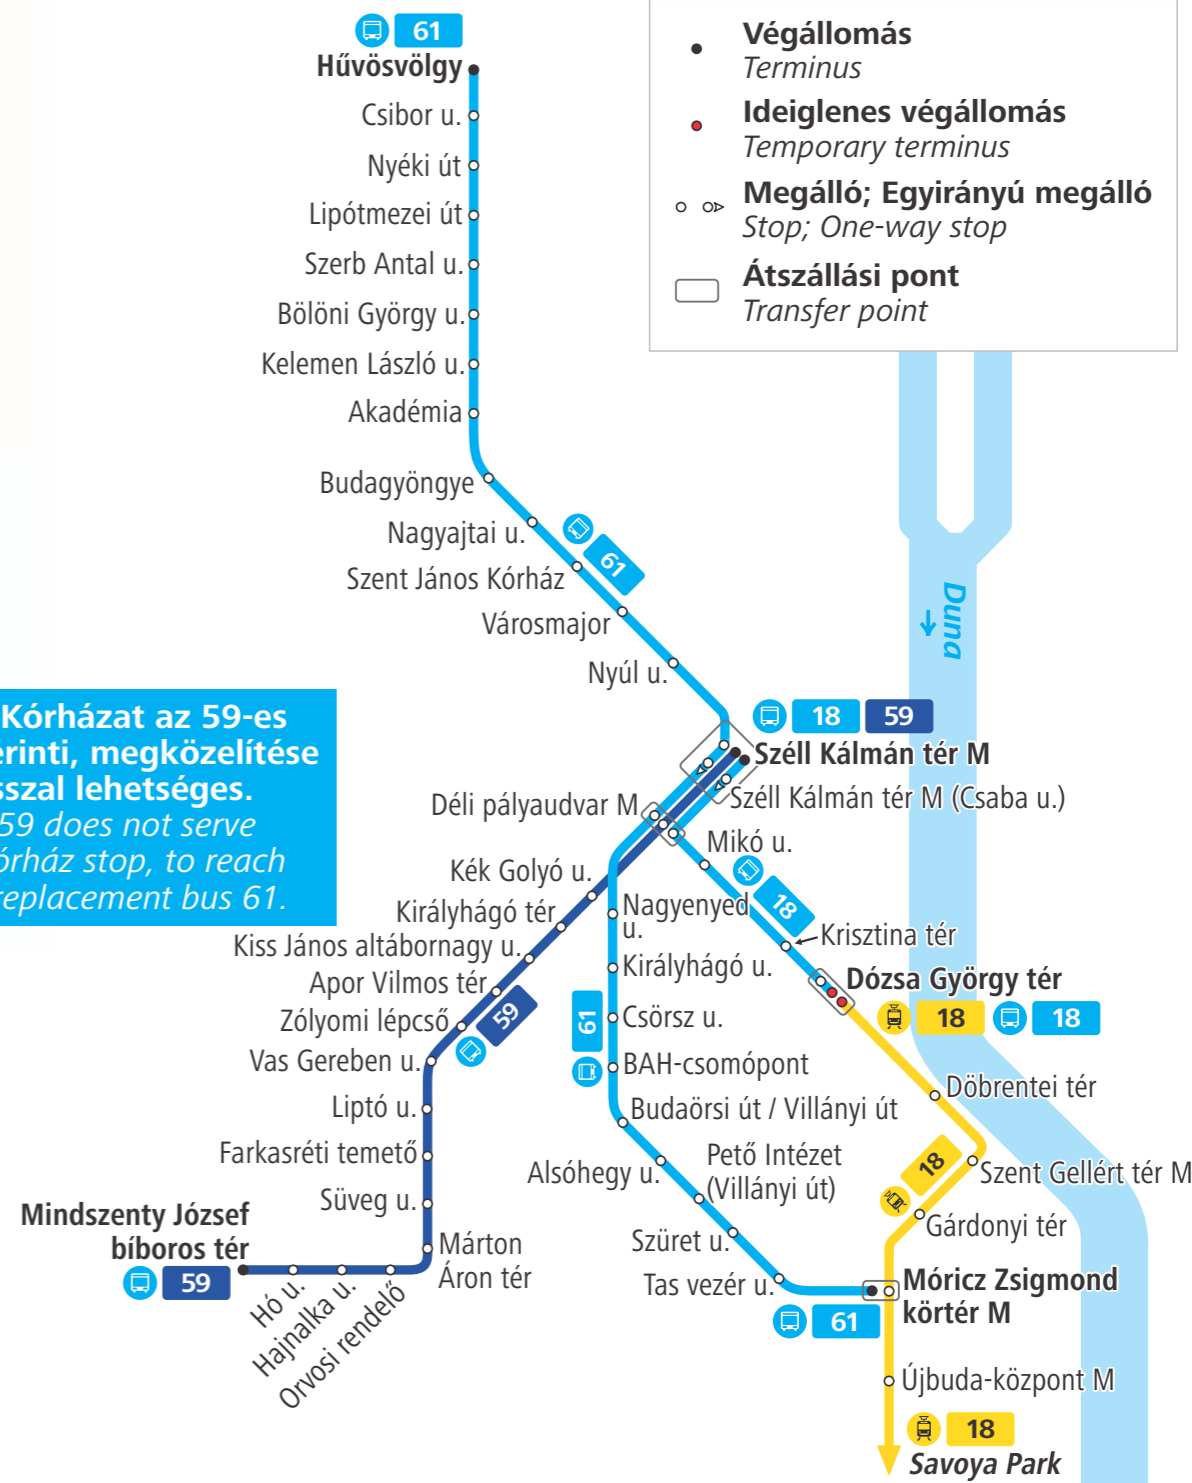 61
Hűvösvölgy
Csibor u.
Nyéki út
Lipótmezei út
Szerb Antal u.
Bölöni György u.
Kelemen László u.
Akadémia
Budagyöngye
Nagyajtai u.
Szent János Kórház
61
Városmajor
Nyúl u.
Végállomás
Terminus
Ideiglenes végállomás
Temporary terminus
Megálló; Egyirányú megálló
Stop; One-way stop
Átszállási pont
Transfer point
Duna
Kórházat az 59-es
érinti, megközelítése
sszal lehetséges.
59 does not serve
órház stop, to reach
replacement bus 61.
18 59
Széll Kálmán tér M
Széll Kálmán tér M (Csaba u.)
Déli pályaudvar M
Mikó u.
18
Krisztina tér
Dózsa György tér
18 18
Kék Golyó u.
Királyhágó tér
Kiss János altábornagy u.
Apor Vilmos tér
Zólyomi lépcső
59
Vas Gereben u.
Liptó u.
Farkasréti temető
Süveg u.
Márton
Áron tér
Orvosi rendelő
Hajnalka u.
Hó u.
Mindszenty József
bíboros tér
59
Nagyenyed
u.
Királyhágó u.
61
Csörsz u.
BAH-csomópont
Budaörsi út / Villányi út
Alsóhegy u.
Pető Intézet
(Villányi út)
Szüret u.
Tas vezér u.
61
Döbrentei tér
18
Szent Gellért tér M
Gárdonyi tér
Móricz Zsigmond
körtér M
Újbuda-központ M
18
Savoya Park